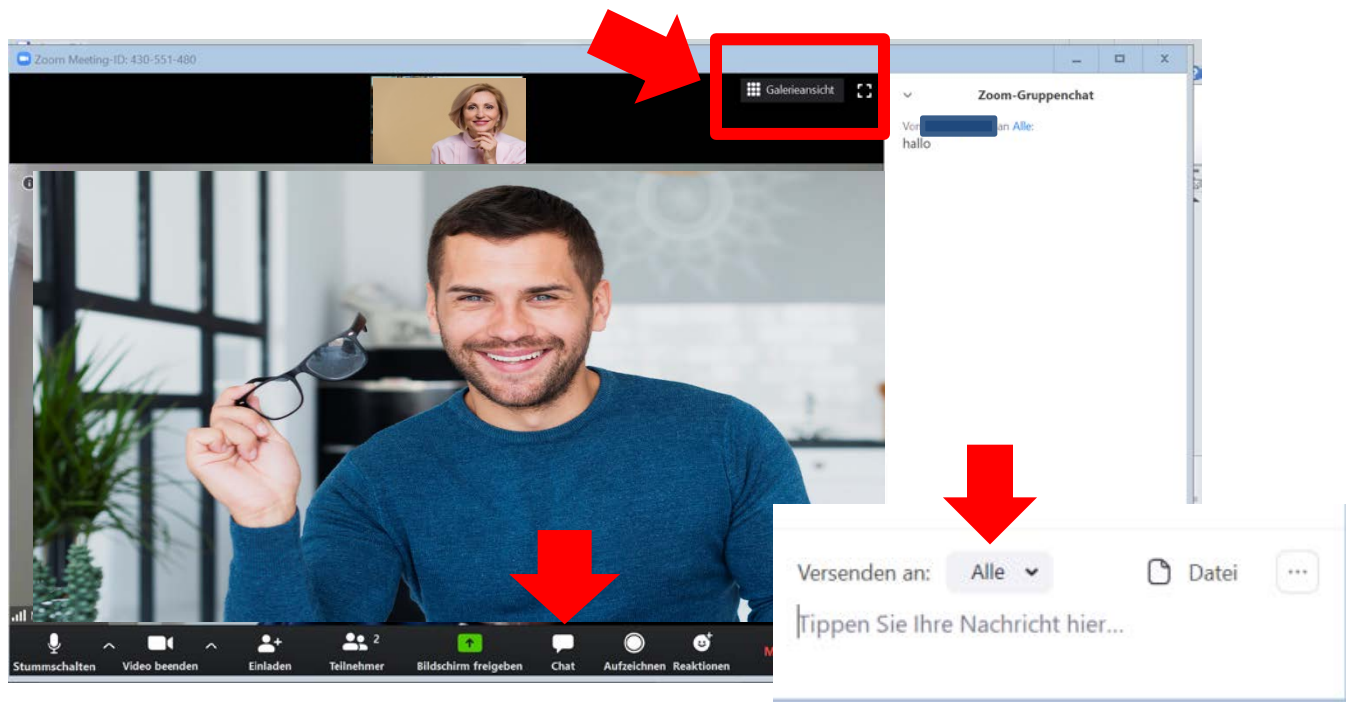 Zoom Meeting-ID: 430-551-480
Galerieansicht
Zoom-Gruppenchat
an Alle:
hallo
Versenden an: Alle
Datei
Tippen Sie Ihre Nachricht hier...
Stummschalten
Video beenden
Einladen
2
Teilnehmer
Bildschirm freigeben
Chat
Aufzeichnen
Reaktionen